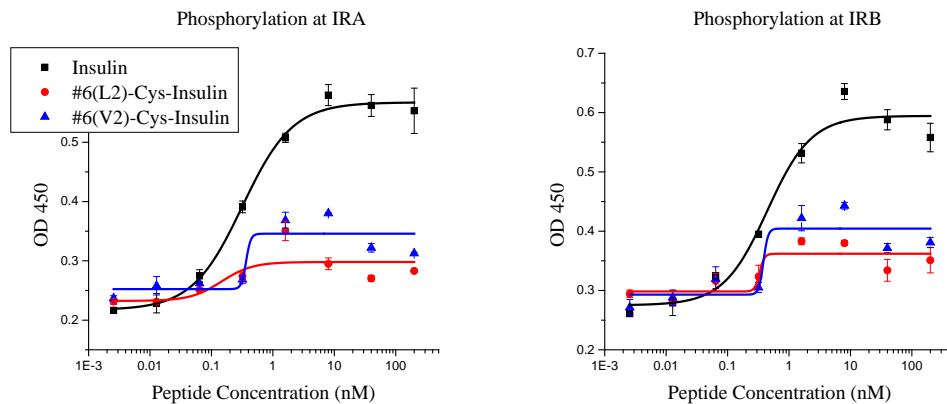 Phosphorylation at IRA
Insulin
#6(L2)-Cys-Insulin
#6(V2)-Cys-Insulin
0.5
0.4
0.3
0.2
OD 450
1E-3
0.01
0.1
1
10
100
Peptide Concentration (nM)
Phosphorylation at IRB
0.7
0.6
0.5
0.4
0.3
0.2
OD 450
1E-3
0.01
0.1
1
10
100
Peptide Concentration (nM)